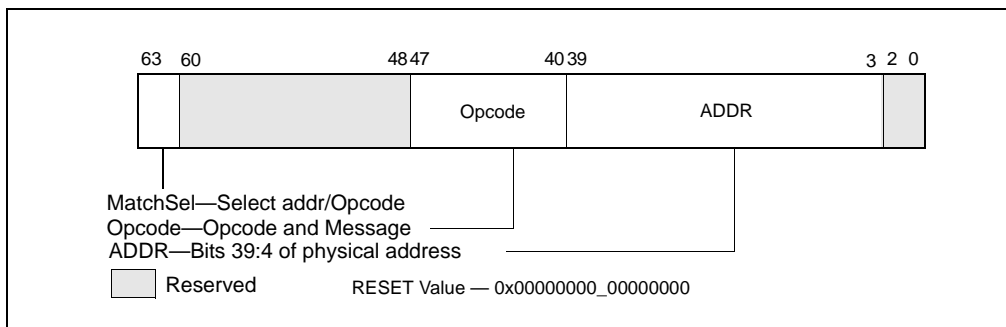 63 60 48 47 40 39 3 2 0
Opcode ADDR
MatchSel—Select addr/Opcode
Opcode—Opcode and Message
ADDR—Bits 39:4 of physical address
Reserved RESET Value — 0x00000000_00000000